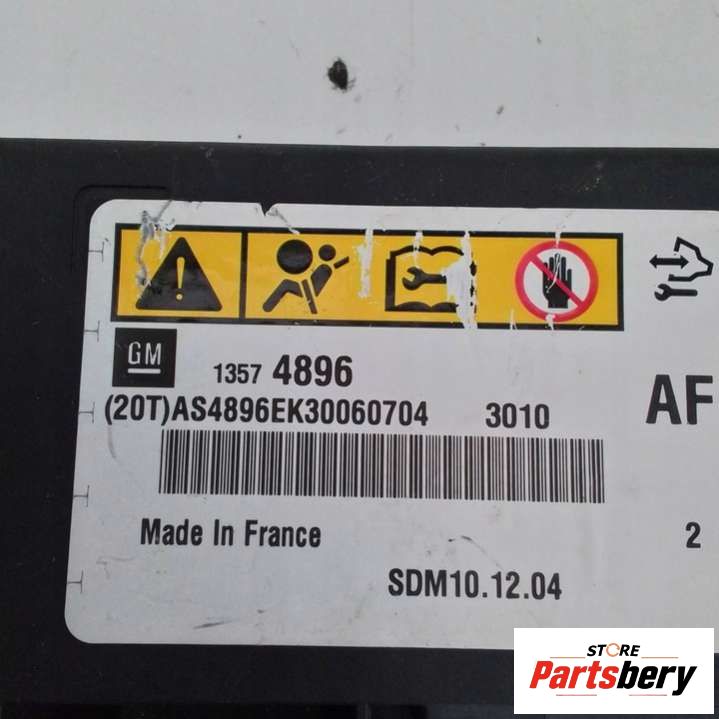 GM
1357 4896
(20T)AS4896EK30060704 3010
AF
Made In France
2
SDM10.12.04
STORE
Partsbery